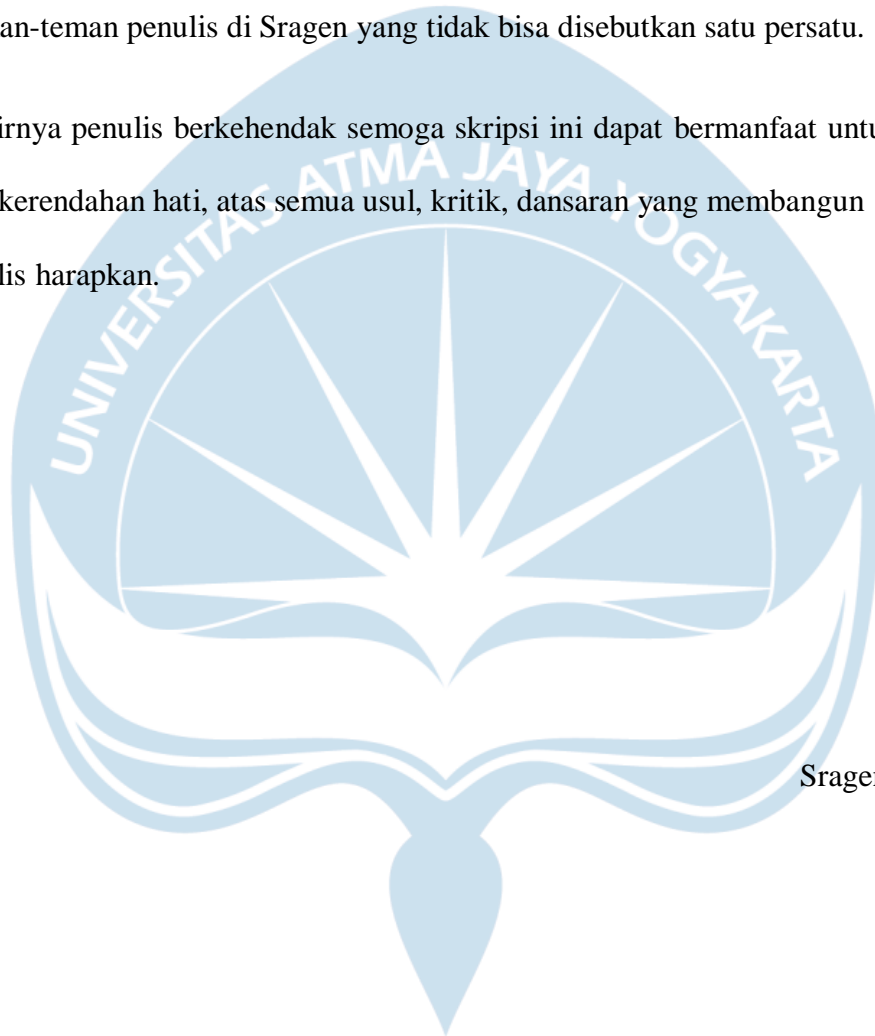 an-teman penulis di Sragen yang tidak bisa disebutkan satu persatu.
irnya penulis berkehendak semoga skripsi ini dapat bermanfaat untu
kerendahan hati, atas semua usul, kritik, dansaran yang membangun
lis harapkan.
UNIVERSITAS ATMA JAYA YOGYAKARTA
Sragen